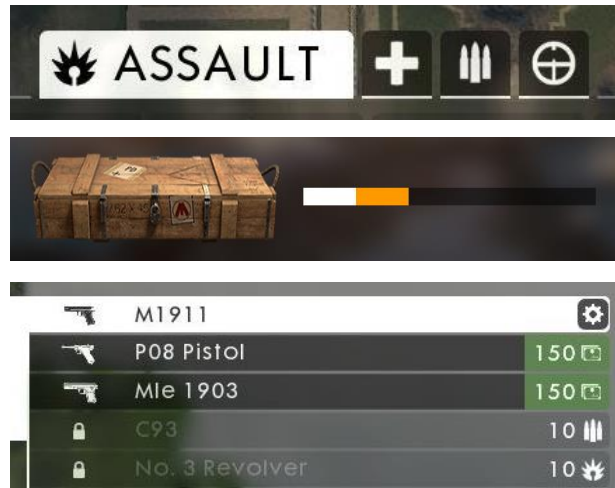 ASSAULT
M1911
P08 Pistol 150
Mle 1903 150
C93 10
No. 3 Revolver 10